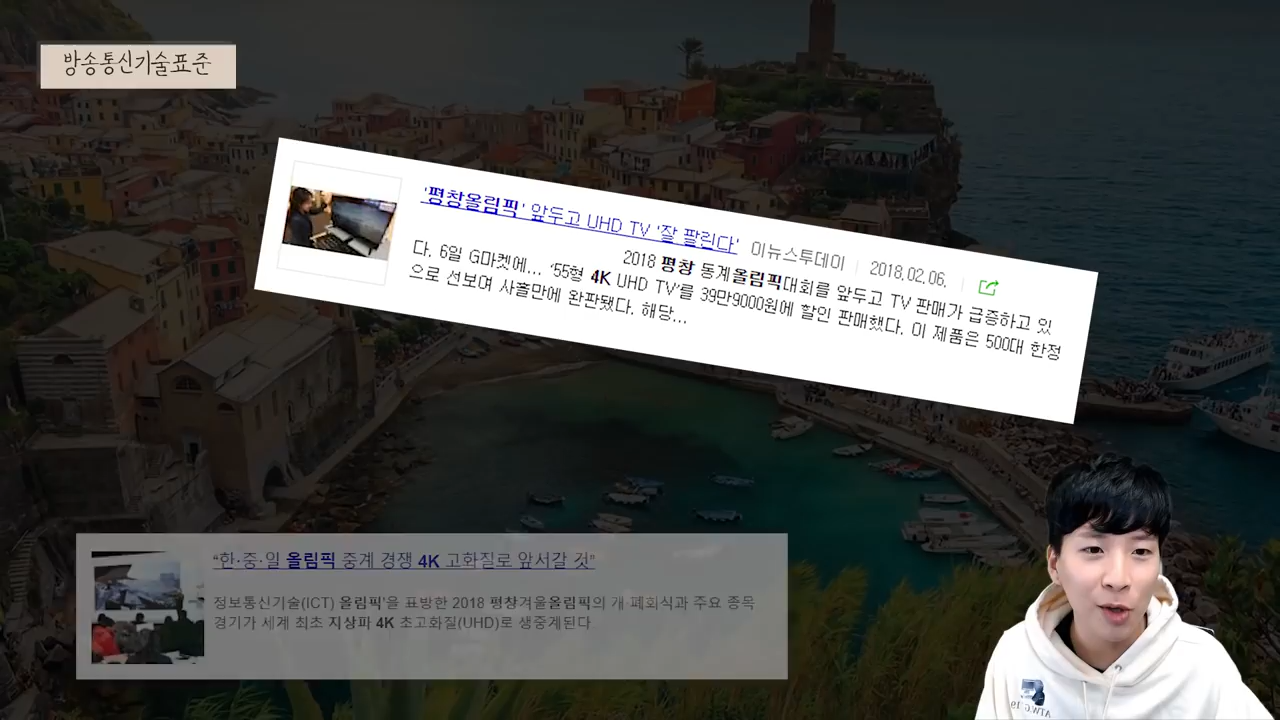 방송통신기술표준
'평창올림픽' 앞두고 UHD TV '잘 팔린다' 이뉴스투데이 2018.02.06.
2018 평창 동계올림픽대회를 앞두고 TV 판매가 급증하고 있
다. 6일 G마켓에... '55형 4K UHD TV'를 39만9000원에 할인 판매했다. 이 제품은 500대 한정
으로 선보여 사흘만에 완판됐다. 해당...
“한·중·일 올림픽 중계 경쟁 4K 고화질로 앞서갈 것”
정보통신기술(ICT) 올림픽'을 표방한 2018 평창겨울올림픽의 개·폐회식과 주요 종목
경기가 세계 최초 지상파 4K 초고화질(UHD)로 생중계된다